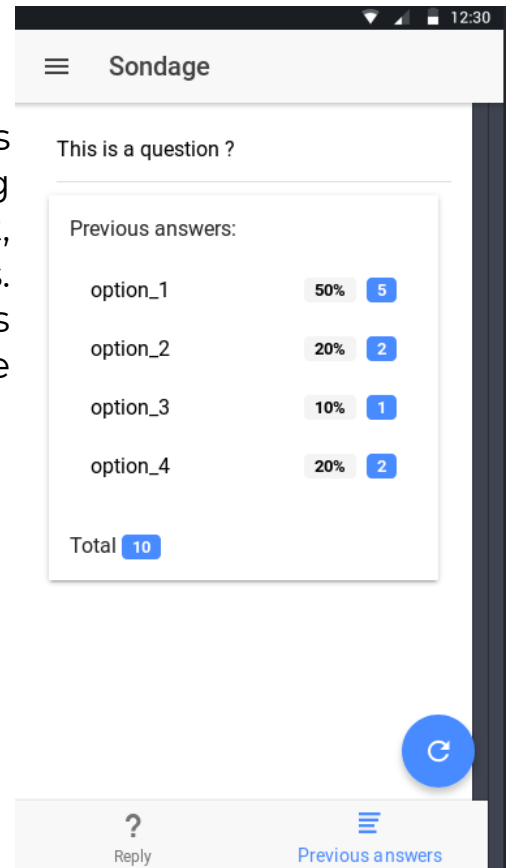 12:30
Sondage
This is a question ?
Previous answers:
option_1 50% 5
option_2 20% 2
option_3 10% 1
option_4 20% 2
Total 10
? 
Reply
Previous answers